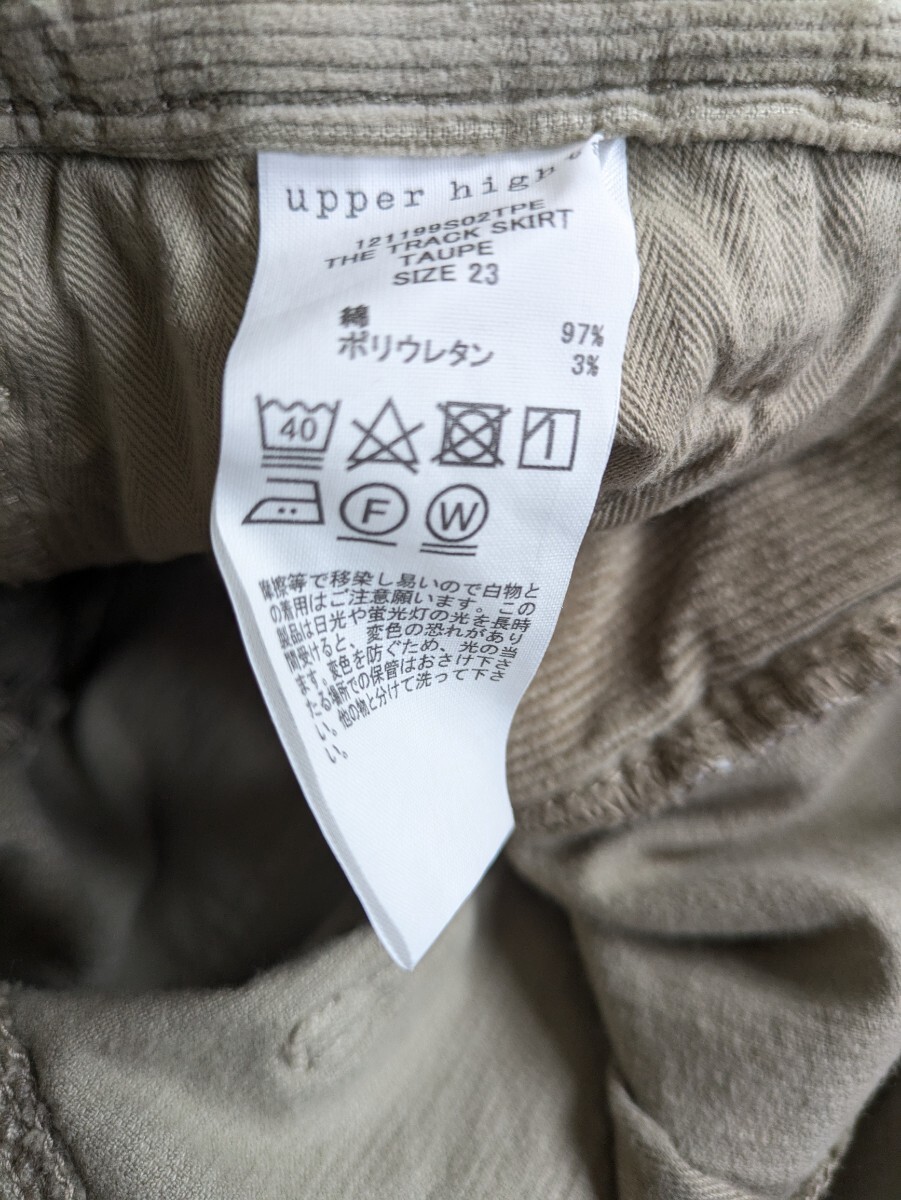 upper high
121199S02TPE
THE TRACK SKIRT
TAUPE
SIZE 23
綿 97%
ポリウレタン 3%
40
F W
摩擦等で移染し易いので白物と
の着用はご注意願います。この
製品は日光や蛍光灯の光を長時
間受けると、変色の恐れがあり
ます。変色を防ぐため、光の当
たる場所での保管はおさけ下さ
い。他の物と分けて洗って下さ
い。